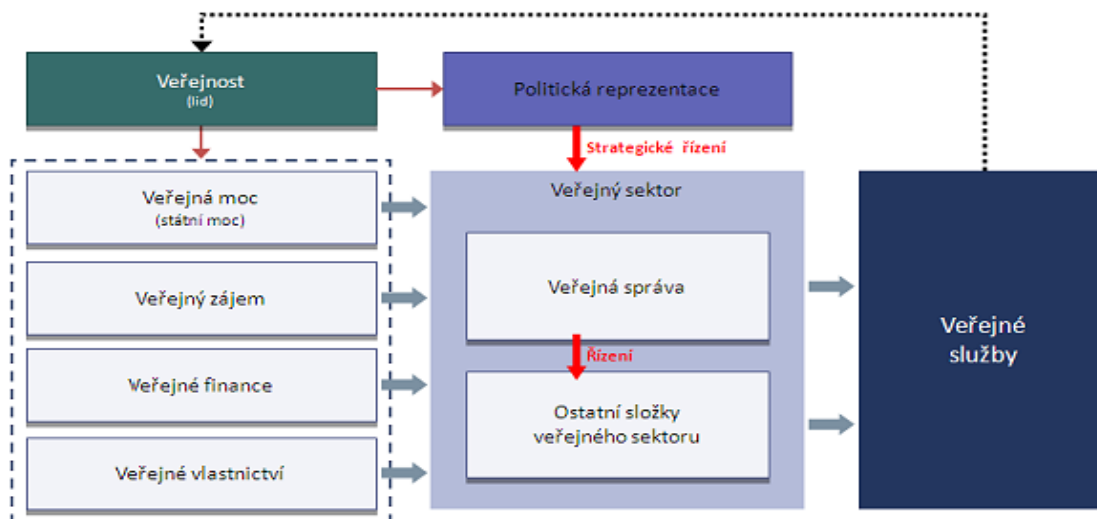 Veřejnost
(lid)
Politická reprezentace
Strategické řízení
Veřejná moc
(státní moc)
Veřejný zájem
Veřejné finance
Veřejné vlastnictví
Veřejný sektor
Veřejná správa
Řízení
Ostatní složky
veřejného sektoru
Veřejné
služby